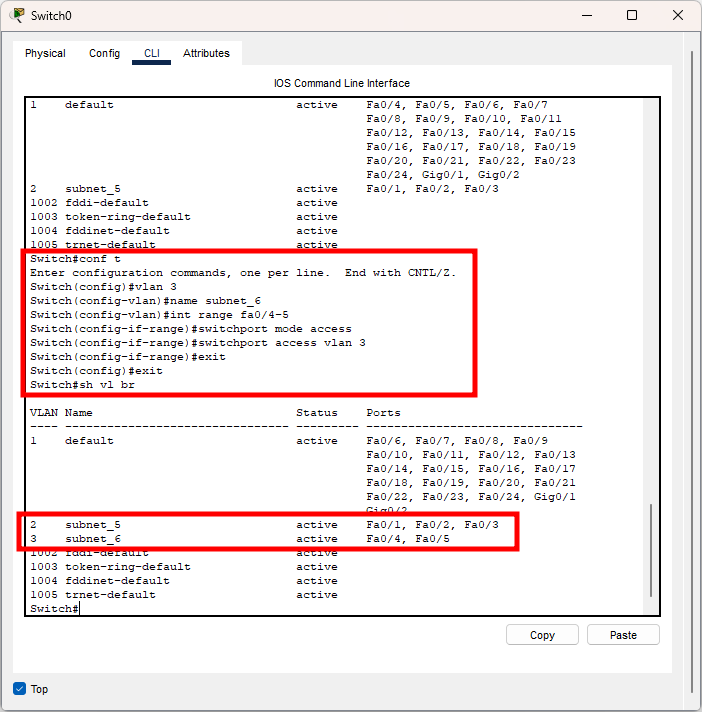 Switch0
Physical Config CLI Attributes
IOS Command Line Interface
1    default                          active    Fa0/4, Fa0/5, Fa0/6, Fa0/7
                                                Fa0/8, Fa0/9, Fa0/10, Fa0/11
                                                Fa0/12, Fa0/13, Fa0/14, Fa0/15
                                                Fa0/16, Fa0/17, Fa0/18, Fa0/19
                                                Fa0/20, Fa0/21, Fa0/22, Fa0/23
                                                Fa0/24, Gig0/1, Gig0/2
2    subnet_5                         active    Fa0/1, Fa0/2, Fa0/3
1002 fddi-default                     active
1003 token-ring-default               active
1004 fddinet-default                  active
1005 trnet-default                    active
Switch#conf t
Enter configuration commands, one per line.  End with CNTL/Z.
Switch(config)#vlan 3
Switch(config-vlan)#name subnet_6
Switch(config-vlan)#int range fa0/4-5
Switch(config-if-range)#switchport mode access
Switch(config-if-range)#switchport access vlan 3
Switch(config-if-range)#exit
Switch(config)#exit
Switch#sh vl br
VLAN Name                             Status    Ports
---- -------------------------------- --------- -------------------------------
1    default                          active    Fa0/6, Fa0/7, Fa0/8, Fa0/9
                                                Fa0/10, Fa0/11, Fa0/12, Fa0/13
                                                Fa0/14, Fa0/15, Fa0/16, Fa0/17
                                                Fa0/18, Fa0/19, Fa0/20, Fa0/21
                                                Fa0/22, Fa0/23, Fa0/24, Gig0/1
                                                Gig0/2
2    subnet_5                         active    Fa0/1, Fa0/2, Fa0/3
3    subnet_6                         active    Fa0/4, Fa0/5
1002 fddi-default                     active
1003 token-ring-default               active
1004 fddinet-default                  active
1005 trnet-default                    active
Switch#
Copy Paste
Top